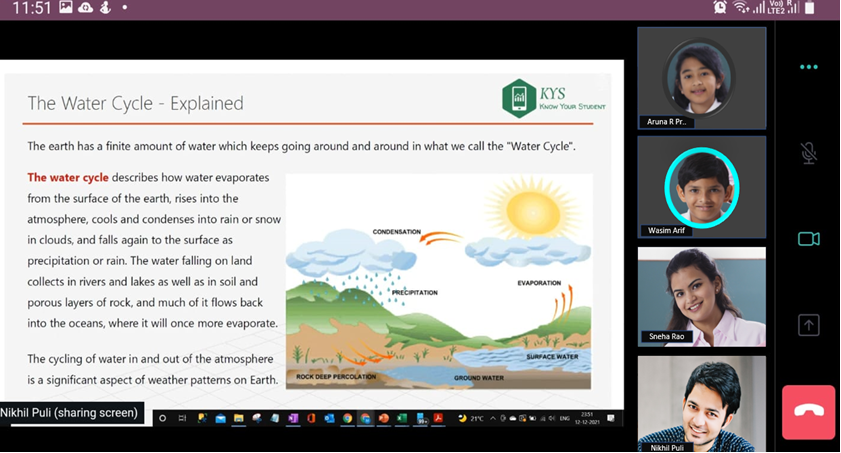 11:51
Vo)) R
LTE2
The Water Cycle - Explained
KYS
KNOW YOUR STUDENT
The earth has a finite amount of water which keeps going around and around in what we call the "Water Cycle".
The water cycle describes how water evaporates
from the surface of the earth, rises into the
atmosphere, cools and condenses into rain or snow
in clouds, and falls again to the surface as
precipitation or rain. The water falling on land
collects in rivers and lakes as well as in soil and
porous layers of rock, and much of it flows back
into the oceans, where it will once more evaporate.
The cycling of water in and out of the atmosphere
is a significant aspect of weather patterns on Earth.
CONDENSATION
PRECIPITATION
EVAPORATION
SURFACE WATER
ROCK DEEP PERCOLATION
GROUND WATER
Nikhil Puli (sharing screen)
21°C
ENG
2351
12-12-2021
Aruna R Pr..
Wasim Arif
Sneha Rao
Nikhil Puli